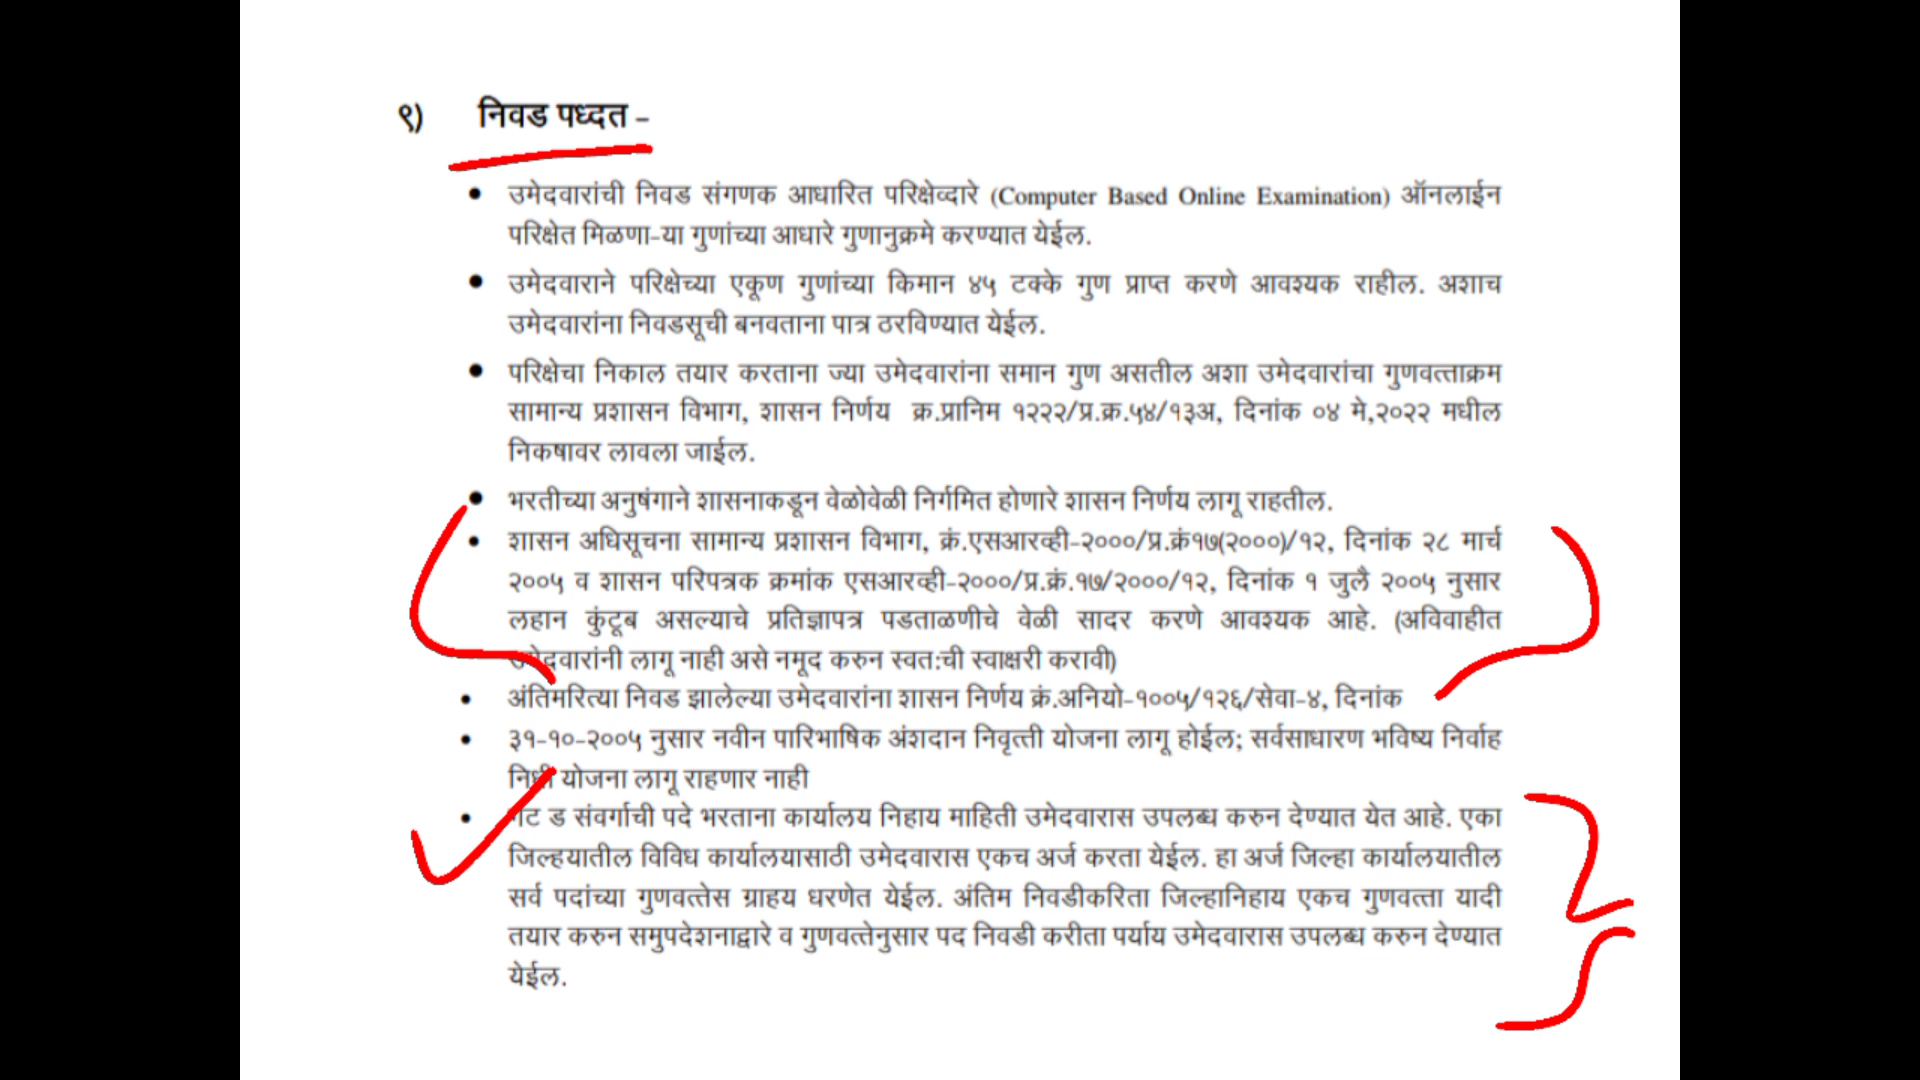 ९) निवड पध्दत –
• उमेदवारांची निवड संगणक आधारित परिक्षेव्दारे (Computer Based Online Examination) ऑनलाईन
परिक्षेत मिळणा-या गुणांच्या आधारे गुणानुक्रमे करण्यात येईल.
• उमेदवाराने परिक्षेच्या एकूण गुणांच्या किमान ४५ टक्के गुण प्राप्त करणे आवश्यक राहील. अशाच
उमेदवारांना निवडसूची बनवताना पात्र ठरविण्यात येईल.
• परिक्षेचा निकाल तयार करताना ज्या उमेदवारांना समान गुण असतील अशा उमेदवारांचा गुणवत्ताक्रम
सामान्य प्रशासन विभाग, शासन निर्णय क्र.प्रानिम १२२२/प्र.क्र.५४/१३अ, दिनांक ०४ मे,२०२२ मधील
निकषावर लावला जाईल.
• भरतीच्या अनुषंगाने शासनाकडून वेळोवेळी निर्गमित होणारे शासन निर्णय लागू राहतील.
• शासन अधिसूचना सामान्य प्रशासन विभाग, क्रं.एसआरव्ही-२०००/प्र.क्रं१७(२०००)/१२, दिनांक २८ मार्च
२००५ व शासन परिपत्रक क्रमांक एसआरव्ही-२०००/प्र.क्रं.१७/२०००/१२, दिनांक १ जुलै २००५ नुसार
लहान कुंटूब असल्याचे प्रतिज्ञापत्र पडताळणीचे वेळी सादर करणे आवश्यक आहे. (अविवाहीत
उमेदवारांनी लागू नाही असे नमूद करुन स्वत:ची स्वाक्षरी करावी)
• अंतिमरित्या निवड झालेल्या उमेदवारांना शासन निर्णय क्रं.अनियो-१००५/१२६/सेवा-४, दिनांक
• ३१-१०-२००५ नुसार नवीन पारिभाषिक अंशदान निवृत्ती योजना लागू होईल; सर्वसाधारण भविष्य निर्वाह
निधी योजना लागू राहणार नाही
• गट ड संवर्गाची पदे भरताना कार्यालय निहाय माहिती उमेदवारास उपलब्ध करुन देण्यात येत आहे. एका
जिल्हयातील विविध कार्यालयासाठी उमेदवारास एकच अर्ज करता येईल. हा अर्ज जिल्हा कार्यालयातील
सर्व पदांच्या गुणवत्तेस ग्राहय धरणेत येईल. अंतिम निवडीकरिता जिल्हानिहाय एकच गुणवत्ता यादी
तयार करुन समुपदेशनाद्वारे व गुणवत्तेनुसार पद निवडी करीता पर्याय उमेदवारास उपलब्ध करुन देण्यात
येईल.